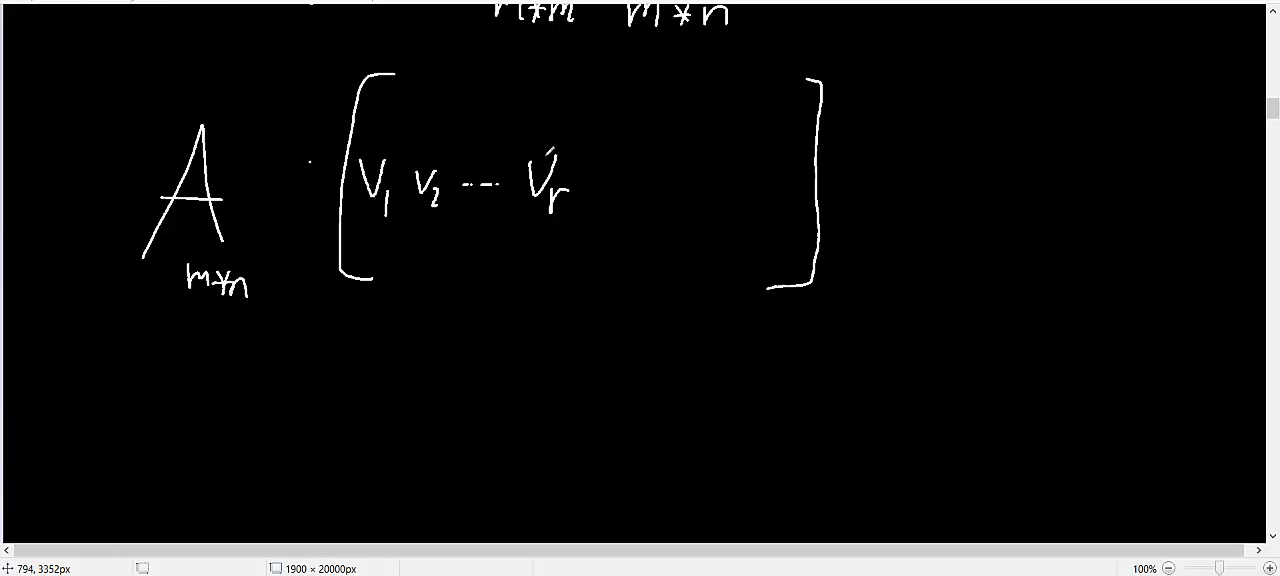 m*n
A [ V1 V2 --- Vr ]
m*n
794, 3352px 1900 × 20000px 100%